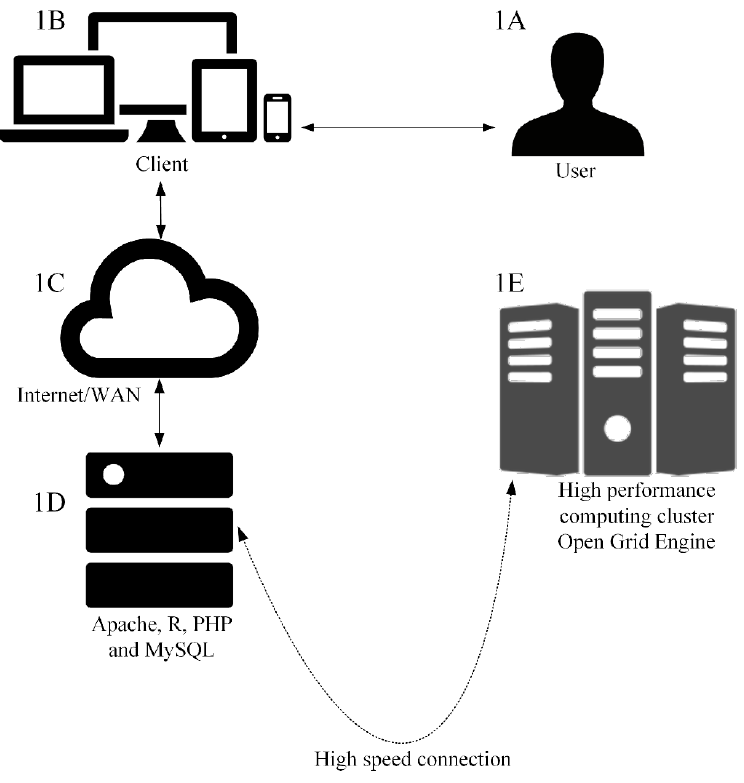 1B
1A
Client
User
1C
1E
Internet/WAN
1D
High performance
computing cluster
Open Grid Engine
Apache, R, PHP
and MySQL
High speed connection